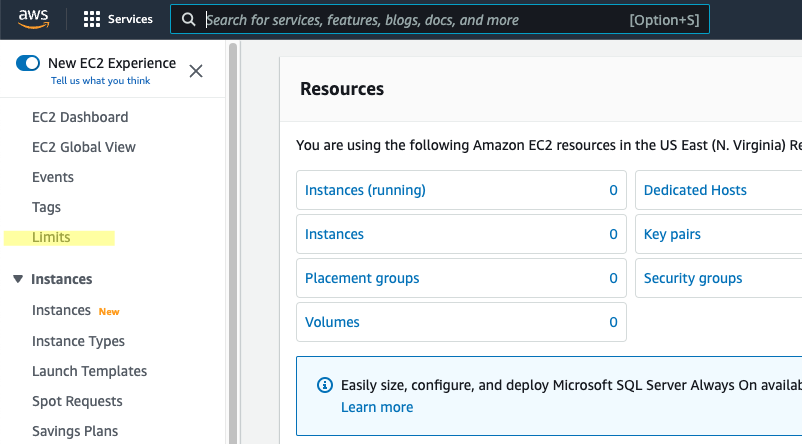 aws
Services
Search for services, features, blogs, docs, and more
[Option+S]
New EC2 Experience
Tell us what you think
EC2 Dashboard
EC2 Global View
Events
Tags
Limits
Instances
Instances New
Instance Types
Launch Templates
Spot Requests
Savings Plans
Resources
You are using the following Amazon EC2 resources in the US East (N. Virginia) Re
Instances (running) 0
Dedicated Hosts
Instances 0
Key pairs
Placement groups 0
Security groups
Volumes 0
Easily size, configure, and deploy Microsoft SQL Server Always On availab
Learn more